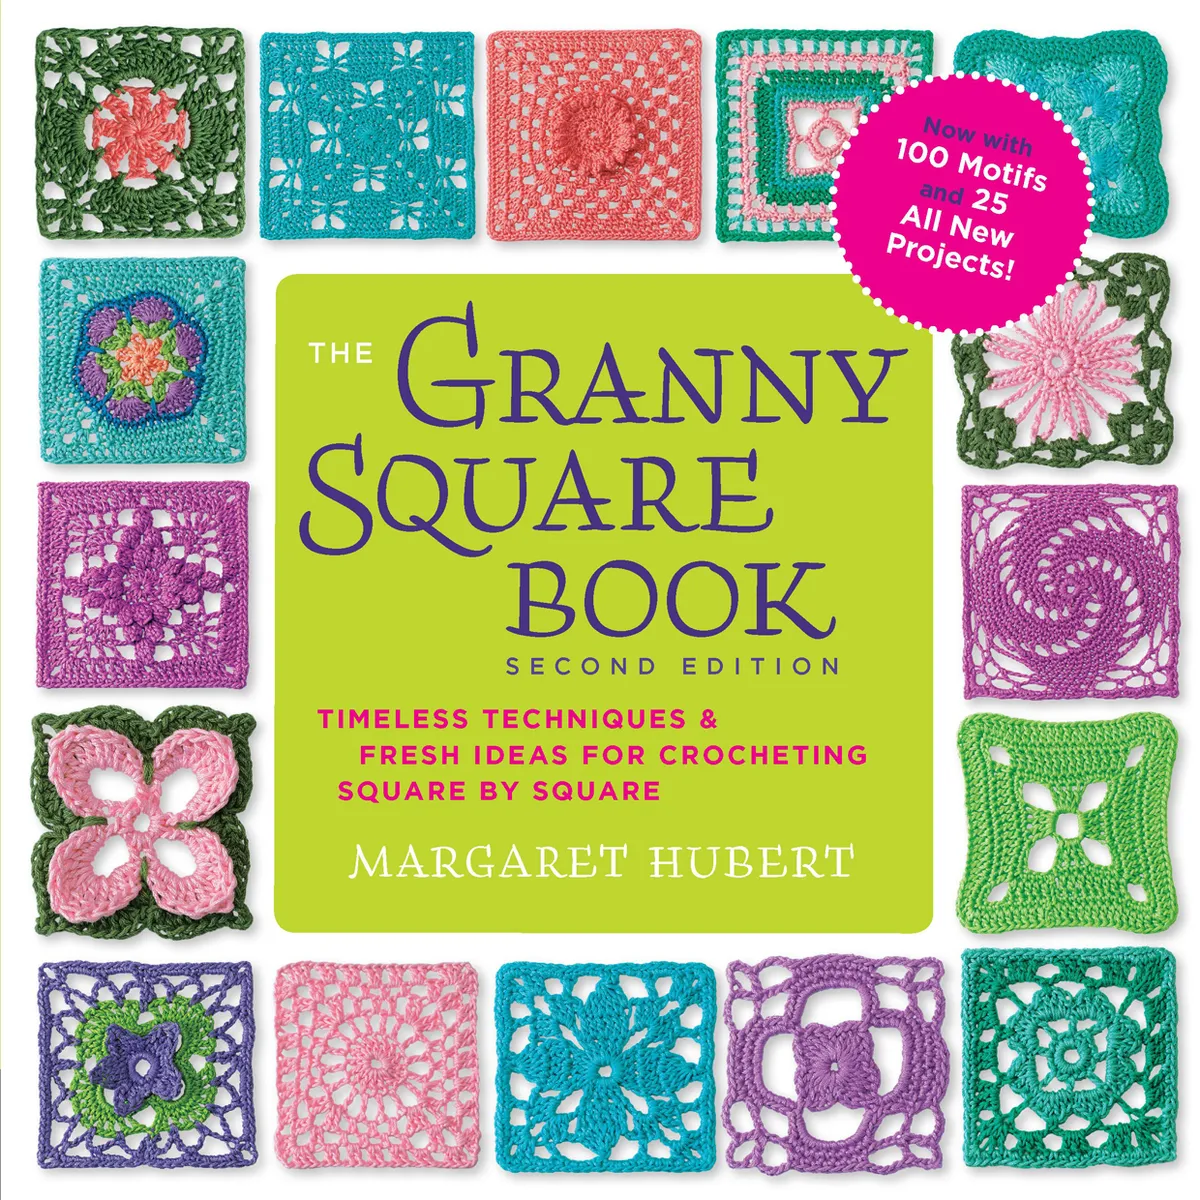 Now with
100 Motifs
and 25
All New
Projects!
THE GRANNY
SQUARE
BOOK
SECOND EDITION
TIMELESS TECHNIQUES &
FRESH IDEAS FOR CROCHETING
SQUARE BY SQUARE
MARGARET HUBERT